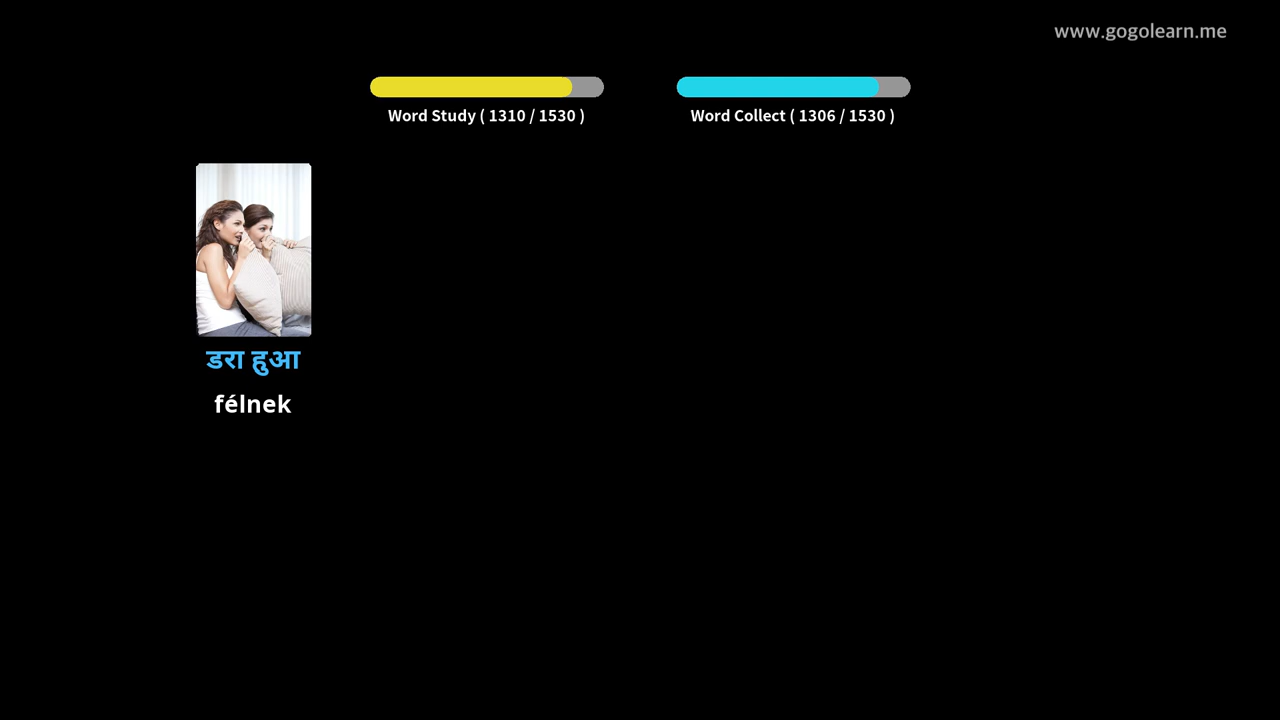 www.gogolearn.me
Word Study ( 1310 / 1530 )
Word Collect ( 1306 / 1530 )
डरा हुआ
félnek